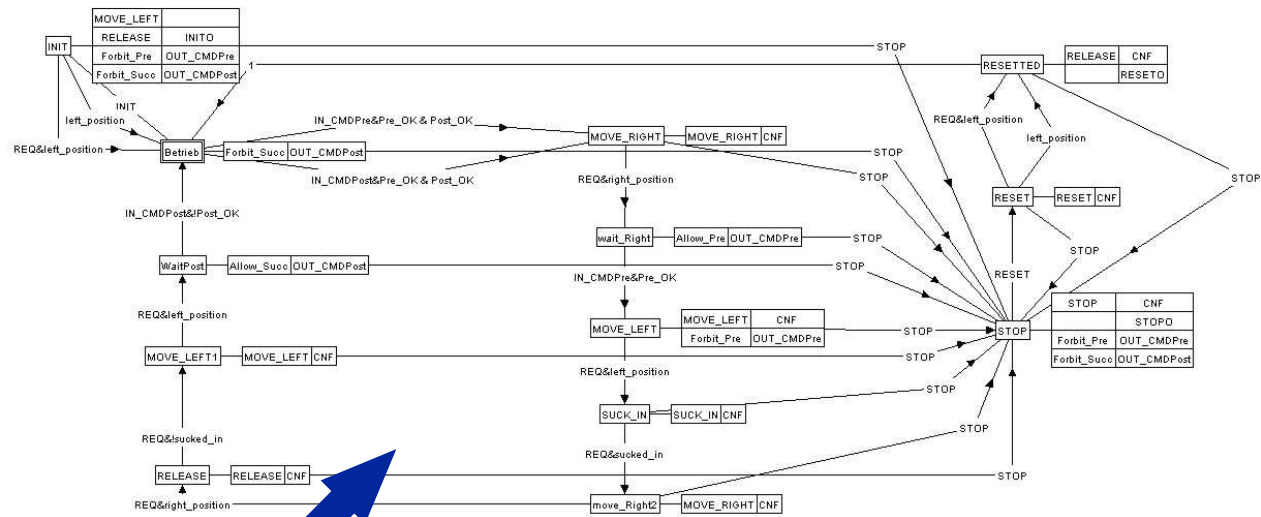 MOVE_LEFT
INIT
RELEASE INITO
STOP
Forbit_Pre OUT_CMDPre
Forbit_Succ OUT_CMDPost
1
RESETTED
RELEASE CNF
RESETO
INIT
left_position
REQ&left_position
Betrieb
Forbit_Succ OUT_CMDPost
IN_CMDPre&Pre_OK & Post_OK
IN_CMDPost&Pre_OK & Post_OK
MOVE_RIGHT
MOVE_RIGHT CNF
STOP
REQ&left_position
left_position
STOP
REQ&right_position
STOP
RESET
RESET CNF
IN_CMDPost&!Post_OK
wait_Right
Allow_Pre OUT_CMDPre
STOP
STOP
WaitPost
Allow_Succ OUT_CMDPost
STOP
IN_CMDPre&Pre_OK
RESET
REQ&left_position
MOVE_LEFT
MOVE_LEFT CNF
Forbit_Pre OUT_CMDPre
STOP
STOP
STOP CNF
STOPO
Forbit_Pre OUT_CMDPre
Forbit_Succ OUT_CMDPost
MOVE_LEFT1
MOVE_LEFT CNF
STOP
REQ&left_position
STOP
SUCK_IN
SUCK_IN CNF
STOP
REQ&!sucked_in
REQ&sucked_in
RELEASE
RELEASE CNF
STOP
REQ&right_position
move_Right2
MOVE_RIGHT CNF